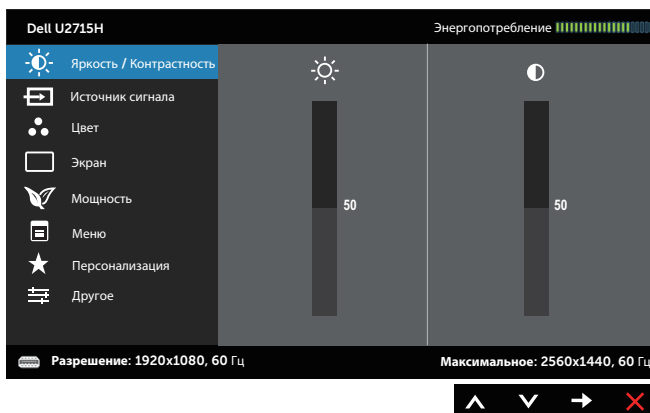 Dell U2715H
Энергопотребление
Яркость / Контрастность
Источник сигнала
Цвет
Экран
Мощность
50
50
Меню
Персонализация
Другое
Разрешение: 1920x1080, 60 Гц
Максимальное: 2560x1440, 60 Гц